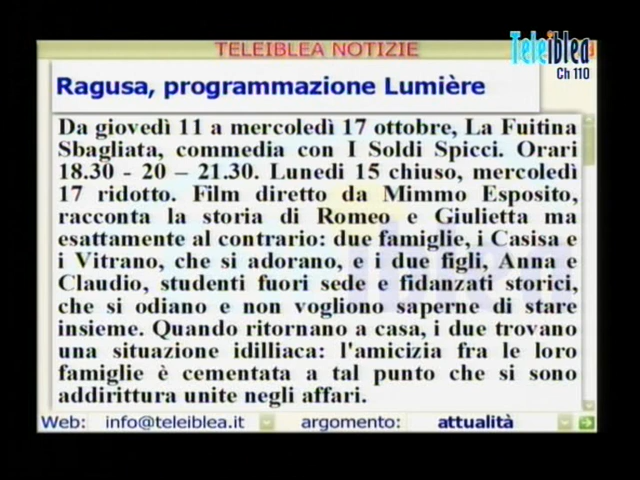 TELEIBLEA NOTIZIE
Teleiblea
Ch 110
Ragusa, programmazione Lumière
Da giovedì 11 a mercoledì 17 ottobre, La Fuitina
Sbagliata, commedia con I Soldi Spicci. Orari
18.30 - 20 – 21.30. Lunedi 15 chiuso, mercoledì
17 ridotto. Film diretto da Mimmo Esposito,
racconta la storia di Romeo e Giulietta ma
esattamente al contrario: due famiglie, i Casisa e
i Vitrano, che si adorano, e i due figli, Anna e
Claudio, studenti fuori sede e fidanzati storici,
che si odiano e non vogliono saperne di stare
insieme. Quando ritornano a casa, i due trovano
una situazione idilliaca: l'amicizia fra le loro
famiglie è cementata a tal punto che si sono
addirittura unite negli affari.
Web: info@teleiblea.it argomento: attualità